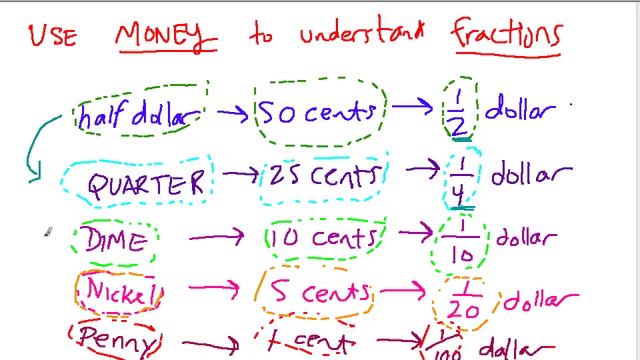 USE MONEY to understand fractions
half dollar → 50 cents → 1/2 dollar
QUARTER → 25 cents → 1/4 dollar
DIME → 10 cents → 1/10 dollar
Nickel → 5 cents → 1/20 dollar
Penny → 1 cent → 1/100 dollar